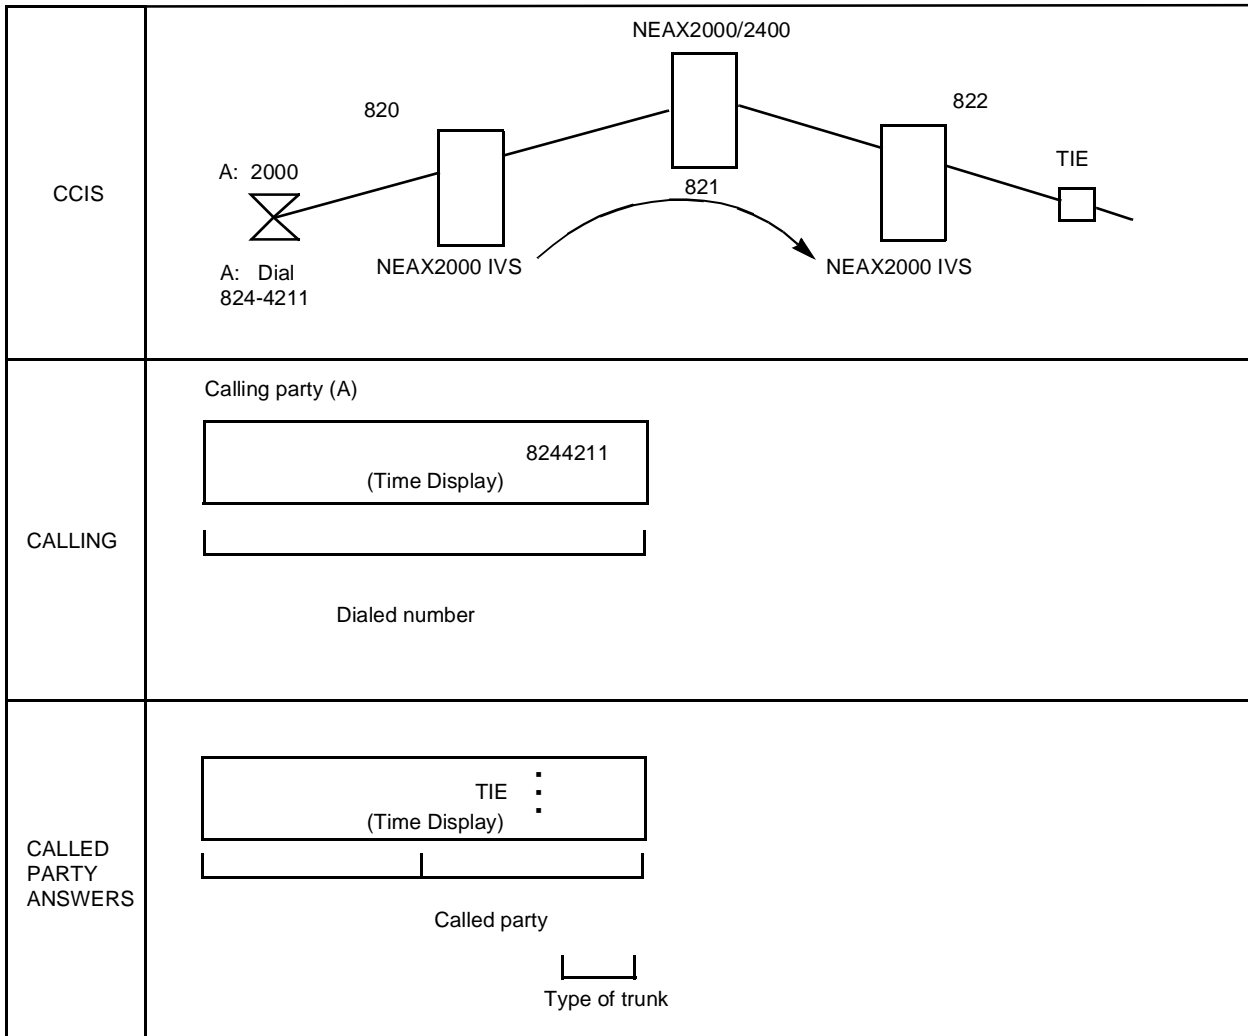 CCIS
NEAX2000/2400
820
822
A: 2000
TIE
821
NEAX2000 IVS
NEAX2000 IVS
A: Dial
824-4211
CALLING
Calling party (A)
8244211
(Time Display)
Dialed number
CALLED
PARTY
ANSWERS
TIE
(Time Display)
Called party
Type of trunk